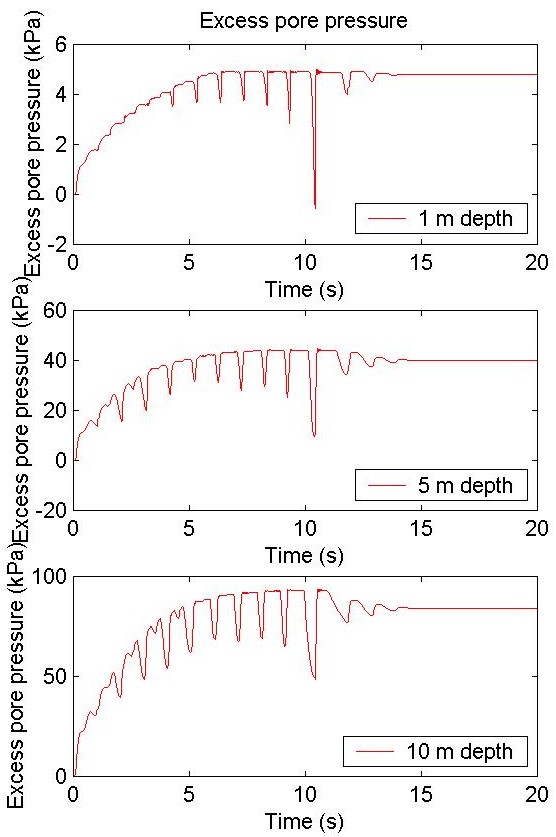 Excess pore pressure
Excess pore pressure (kPa)
6
4
2
0
-2
1 m depth
0 5 10 15 20
Time (s)
Excess pore pressure (kPa)
60
40
20
0
-20
5 m depth
0 5 10 15 20
Time (s)
Excess pore pressure (kPa)
100
50
0
10 m depth
0 5 10 15 20
Time (s)